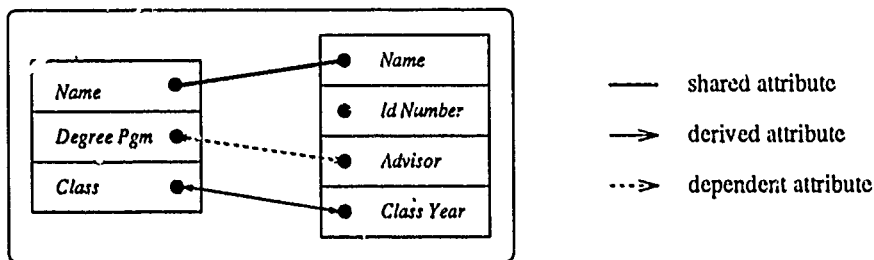 Name
Degree Pgm
Class
Name
Id Number
Advisor
Class Year
shared attribute
derived attribute
dependent attribute